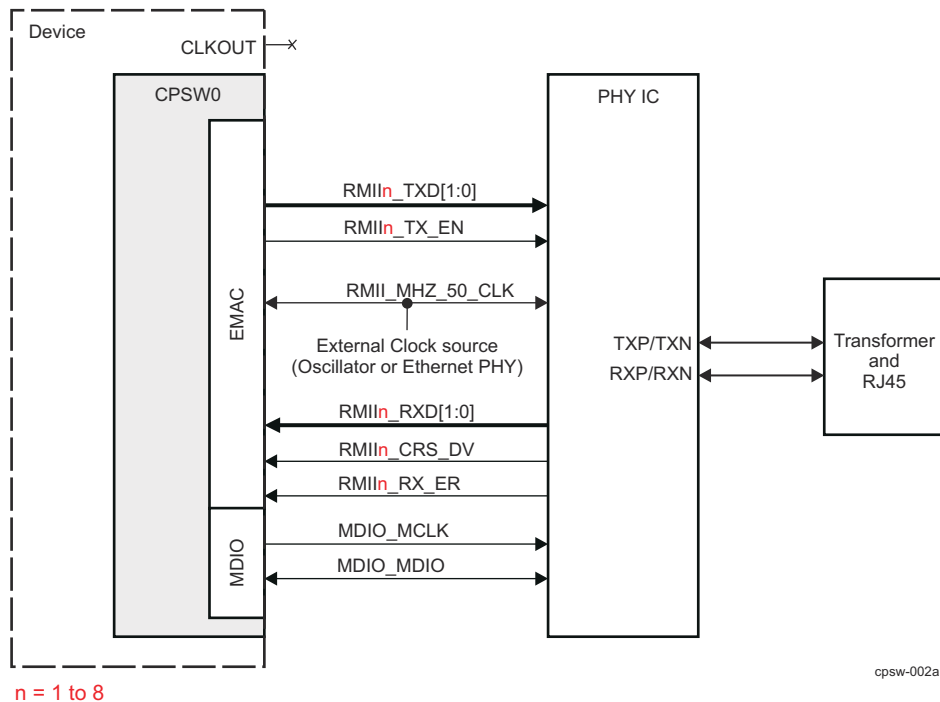 Device
CLKOUT
CPSW0
PHY IC
RMIIn_TXD[1:0]
RMIIn_TX_EN
RMII_MHZ_50_CLK
EMAC
External Clock source
(Oscillator or Ethernet PHY)
TXP/TXN
RXP/RXN
Transformer
and
RJ45
RMIIn_RXD[1:0]
RMIIn_CRS_DV
RMIIn_RX_ER
MDIO_MCLK
MDIO
MDIO_MDIO
cpsw-002a
n = 1 to 8